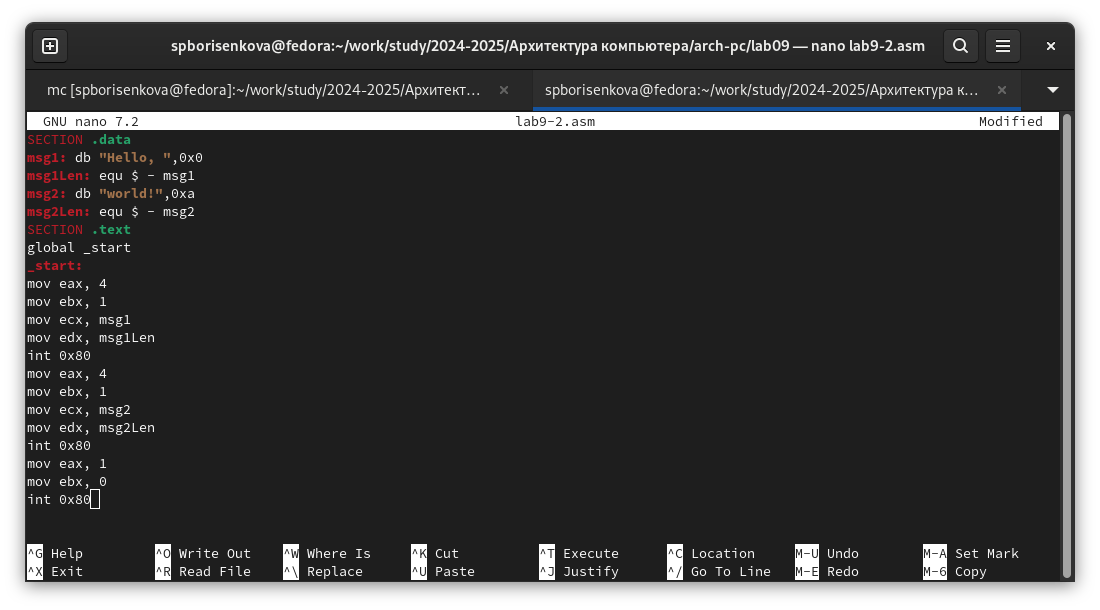 spborisenkova@fedora:~/work/study/2024-2025/Архитектура компьютера/arch-pc/lab09 — nano lab9-2.asm
mc [spborisenkova@fedora]:~/work/study/2024-2025/Архитект…
spborisenkova@fedora:~/work/study/2024-2025/Архитектура к…
GNU nano 7.2 lab9-2.asm Modified
SECTION .data
msg1: db "Hello, ",0x0
msg1Len: equ $ - msg1
msg2: db "world!",0xa
msg2Len: equ $ - msg2
SECTION .text
global _start
_start:
mov eax, 4
mov ebx, 1
mov ecx, msg1
mov edx, msg1Len
int 0x80
mov eax, 4
mov ebx, 1
mov ecx, msg2
mov edx, msg2Len
int 0x80
mov eax, 1
mov ebx, 0
int 0x80
^G Help ^O Write Out ^W Where Is ^K Cut ^T Execute ^C Location M-U Undo M-A Set Mark
^X Exit ^R Read File ^\ Replace ^U Paste ^J Justify ^/ Go To Line M-E Redo M-6 Copy